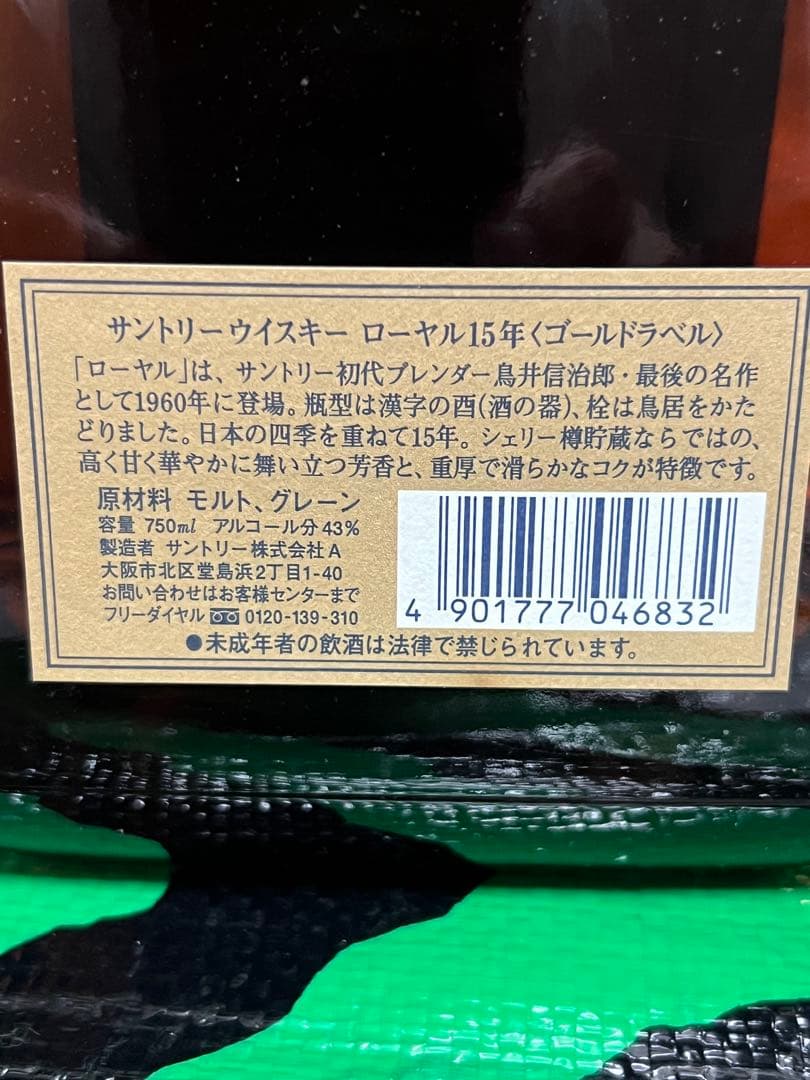 サントリーウイスキー ローヤル15年〈ゴールドラベル〉
「ローヤル」は、サントリー初代ブレンダー鳥井信治郎・最後の名作
として1960年に登場。瓶型は漢字の酉(酒の器)、栓は鳥居をかた
どりました。日本の四季を重ねて15年。シェリー樽貯蔵ならではの、
高く甘く華やかに舞い立つ芳香と、重厚で滑らかなコクが特徴です。
原材料 モルト、グレーン
容量 750ml アルコール分43%
製造者 サントリー株式会社A
大阪市北区堂島浜2丁目1-40
お問い合わせはお客様センターまで
フリーダイヤル 0120-139-310
4 901777 046832
●未成年者の飲酒は法律で禁じられています。